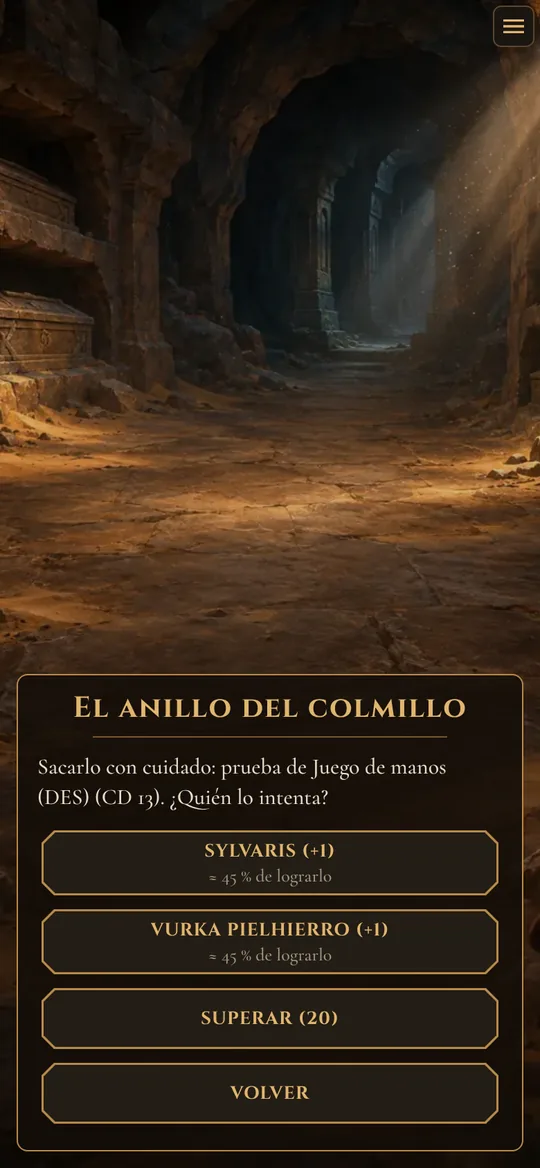 El anillo del colmillo
Sacarlo con cuidado: prueba de Juego de manos
(DES) (CD 13). ¿Quién lo intenta?
SYLVARIS (+1)
≈ 45 % de lograrlo
VURKA PIELHIERRO (+1)
≈ 45 % de lograrlo
SUPERAR (20)
VOLVER